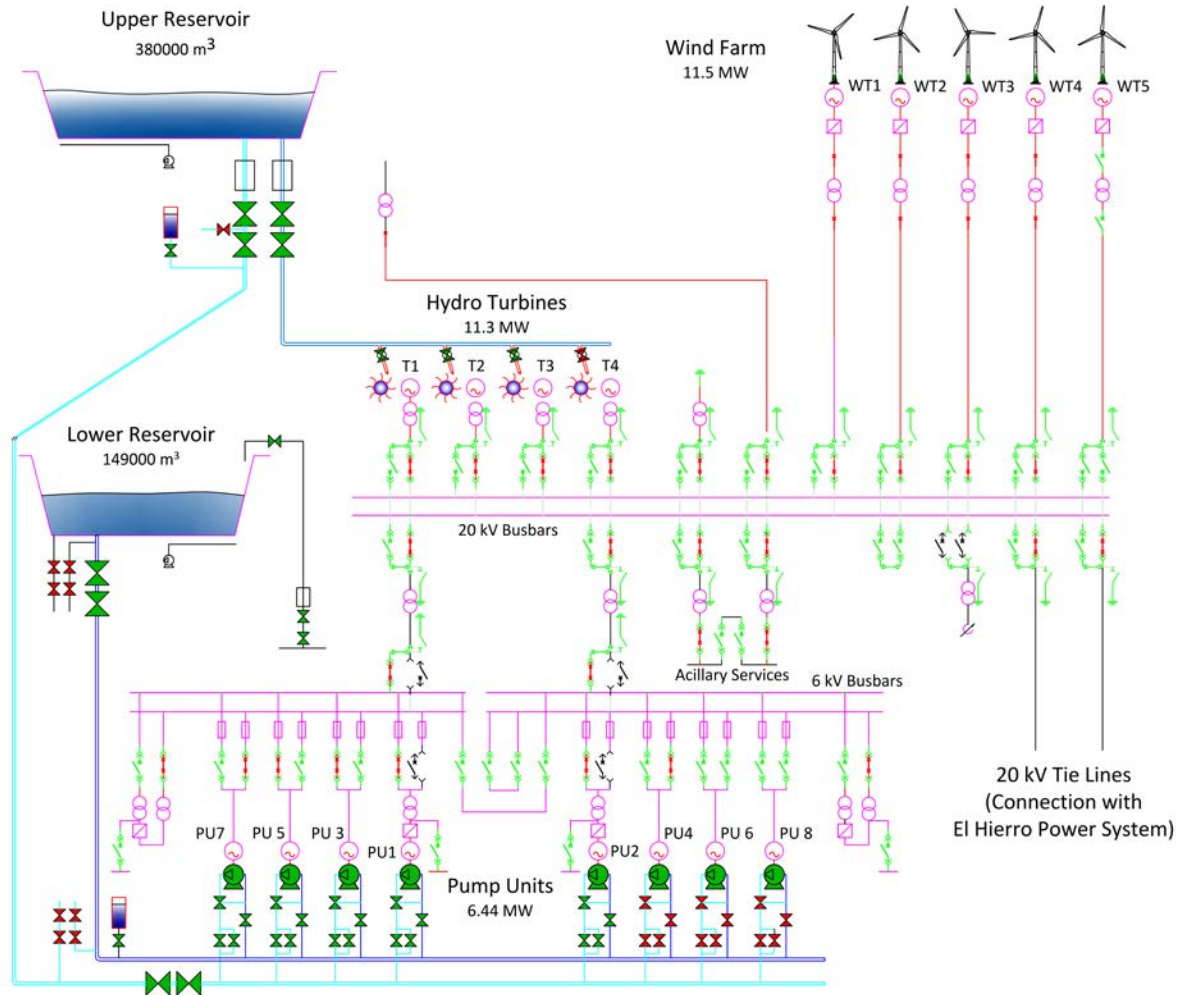 Upper Reservoir
380000 m³
Wind Farm
11.5 MW
WT1
WT2
WT3
WT4
WT5
Hydro Turbines
11.3 MW
T1
T2
T3
T4
Lower Reservoir
149000 m³
20 kV Busbars
Acillary Services
6 kV Busbars
20 kV Tie Lines
(Connection with
El Hierro Power System)
PU7
PU 5
PU 3
PU1
PU2
PU4
PU 6
PU 8
Pump Units
6.44 MW